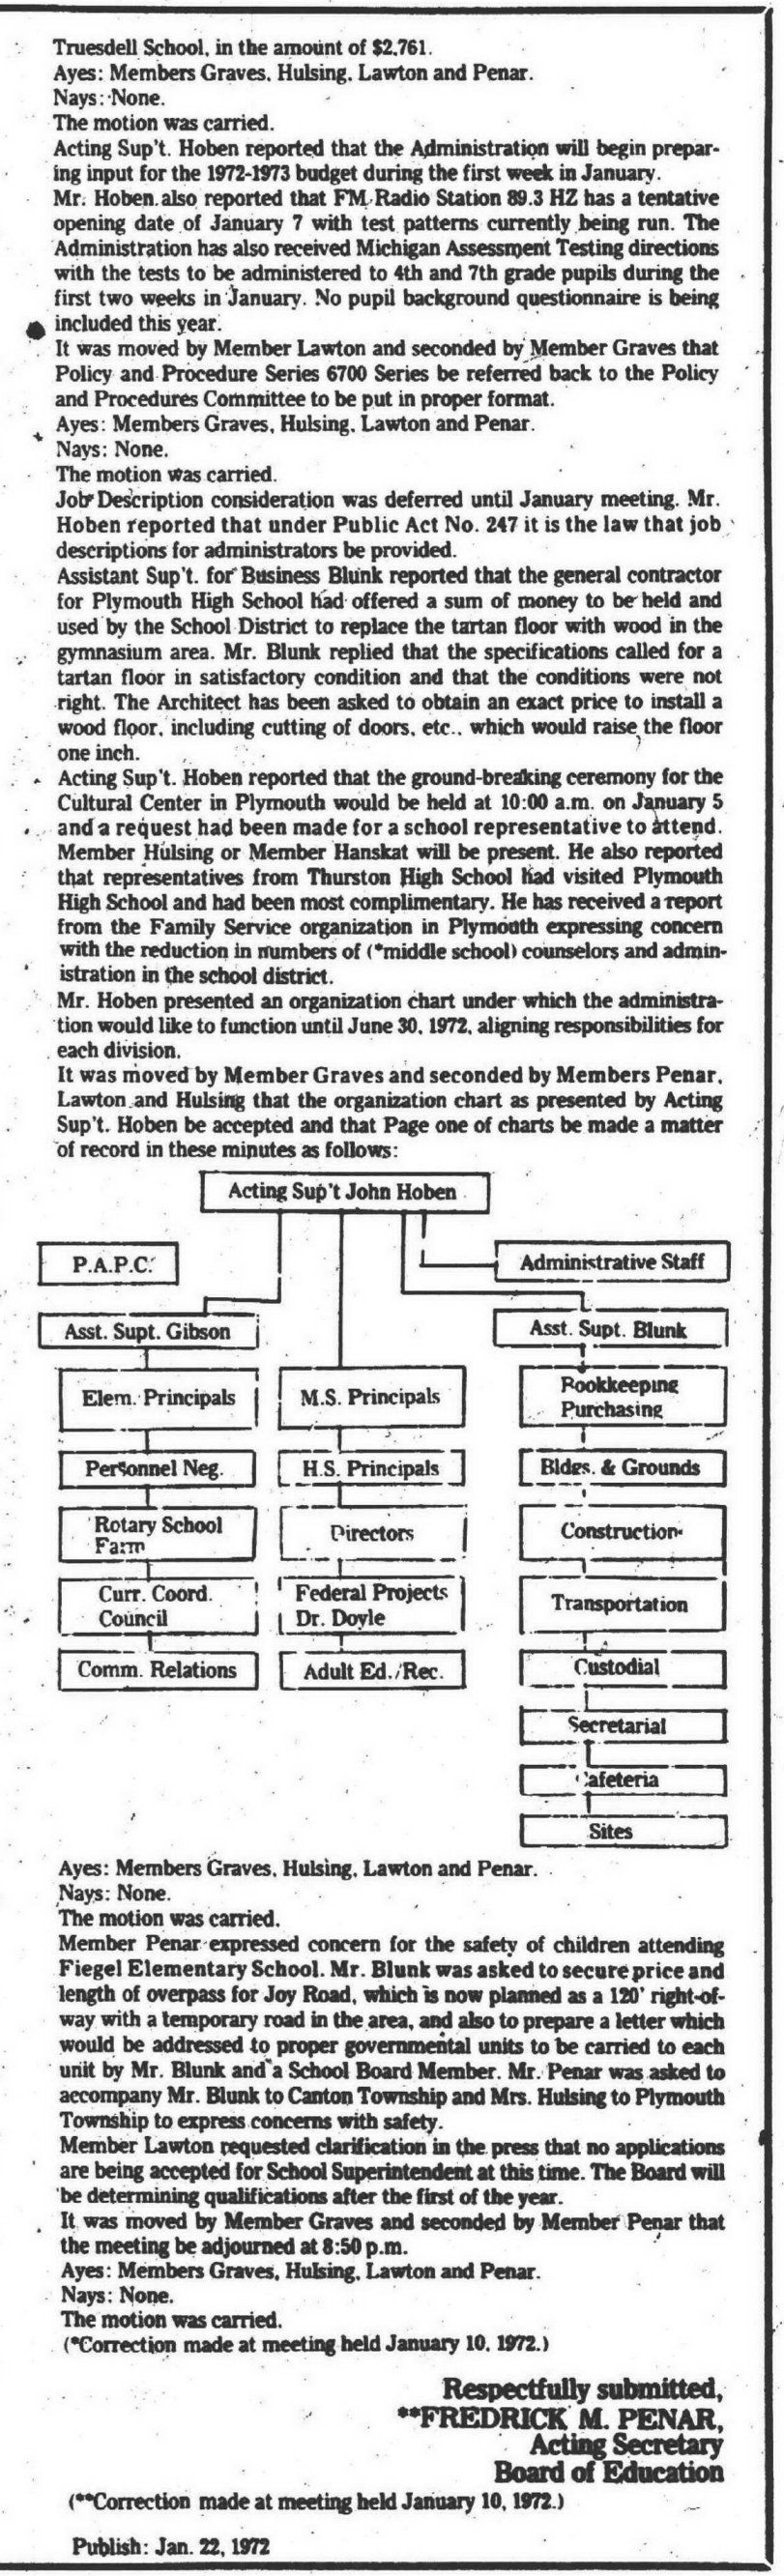 Truesdell School, in the amount of $2,761.
Ayes: Members Graves, Hulsing, Lawton and Penar.
Nays: None.
The motion was carried.
Acting Sup't. Hoben reported that the Administration will begin prepar-
ing input for the 1972-1973 budget during the first week in January.
Mr. Hoben also reported that FM Radio Station 89.3 HZ has a tentative
opening date of January 7 with test patterns currently being run. The
Administration has also received Michigan Assessment Testing directions
with the tests to be administered to 4th and 7th grade pupils during the
first two weeks in January. No pupil background questionnaire is being
included this year.
It was moved by Member Lawton and seconded by Member Graves that
Policy and Procedure Series 6700 Series be referred back to the Policy
and Procedures Committee to be put in proper format.
Ayes: Members Graves, Hulsing, Lawton and Penar.
Nays: None.
The motion was carried.
Job Description consideration was deferred until January meeting. Mr.
Hoben reported that under Public Act No. 247 it is the law that job
descriptions for administrators be provided.
Assistant Sup't. for Business Blunk reported that the general contractor
for Plymouth High School had offered a sum of money to be held and
used by the School District to replace the tartan floor with wood in the
gymnasium area. Mr. Blunk replied that the specifications called for a
tartan floor in satisfactory condition and that the conditions were not
right. The Architect has been asked to obtain an exact price to install a
wood floor, including cutting of doors, etc., which would raise the floor
one inch.
Acting Sup't. Hoben reported that the ground-breaking ceremony for the
Cultural Center in Plymouth would be held at 10:00 a.m. on January 5
and a request had been made for a school representative to attend.
Member Hulsing or Member Hanskat will be present. He also reported
that representatives from Thurston High School had visited Plymouth
High School and had been most complimentary. He has received a report
from the Family Service organization in Plymouth expressing concern
with the reduction in numbers of (*middle school) counselors and admin-
istration in the school district.
Mr. Hoben presented an organization chart under which the administra-
tion would like to function until June 30, 1972, aligning responsibilities for
each division.
It was moved by Member Graves and seconded by Members Penar,
Lawton and Hulsing that the organization chart as presented by Acting
Sup't. Hoben be accepted and that Page one of charts be made a matter
of record in these minutes as follows:
Acting Sup't John Hoben
P.A.P.C.
Administrative Staff
Asst. Supt. Gibson
Asst. Supt. Blunk
Elem. Principals
M.S. Principals
Bookkeeping
Purchasing
Personnel Neg.
H.S. Principals
Bldgs. & Grounds
Rotary School
Farm
Directors
Construction
Curr. Coord.
Council
Federal Projects
Dr. Doyle
Transportation
Comm. Relations
Adult Ed./Rec.
Custodial
Secretarial
Cafeteria
Sites
Ayes: Members Graves, Hulsing, Lawton and Penar.
Nays: None.
The motion was carried.
Member Penar expressed concern for the safety of children attending
Fiegel Elementary School. Mr. Blunk was asked to secure price and
length of overpass for Joy Road, which is now planned as a 120' right-of-
way with a temporary road in the area, and also to prepare a letter which
would be addressed to proper governmental units to be carried to each
unit by Mr. Blunk and a School Board Member. Mr. Penar was asked to
accompany Mr. Blunk to Canton Township and Mrs. Hulsing to Plymouth
Township to express concerns with safety.
Member Lawton requested clarification in the press that no applications
are being accepted for School Superintendent at this time. The Board will
be determining qualifications after the first of the year.
It was moved by Member Graves and seconded by Member Penar that
the meeting be adjourned at 8:50 p.m.
Ayes: Members Graves, Hulsing, Lawton and Penar.
Nays: None.
The motion was carried.
(*Correction made at meeting held January 10, 1972.)
Respectfully submitted,
**FREDRICK M. PENAR,
Acting Secretary
Board of Education
(**Correction made at meeting held January 10, 1972.)
Publish: Jan. 22, 1972